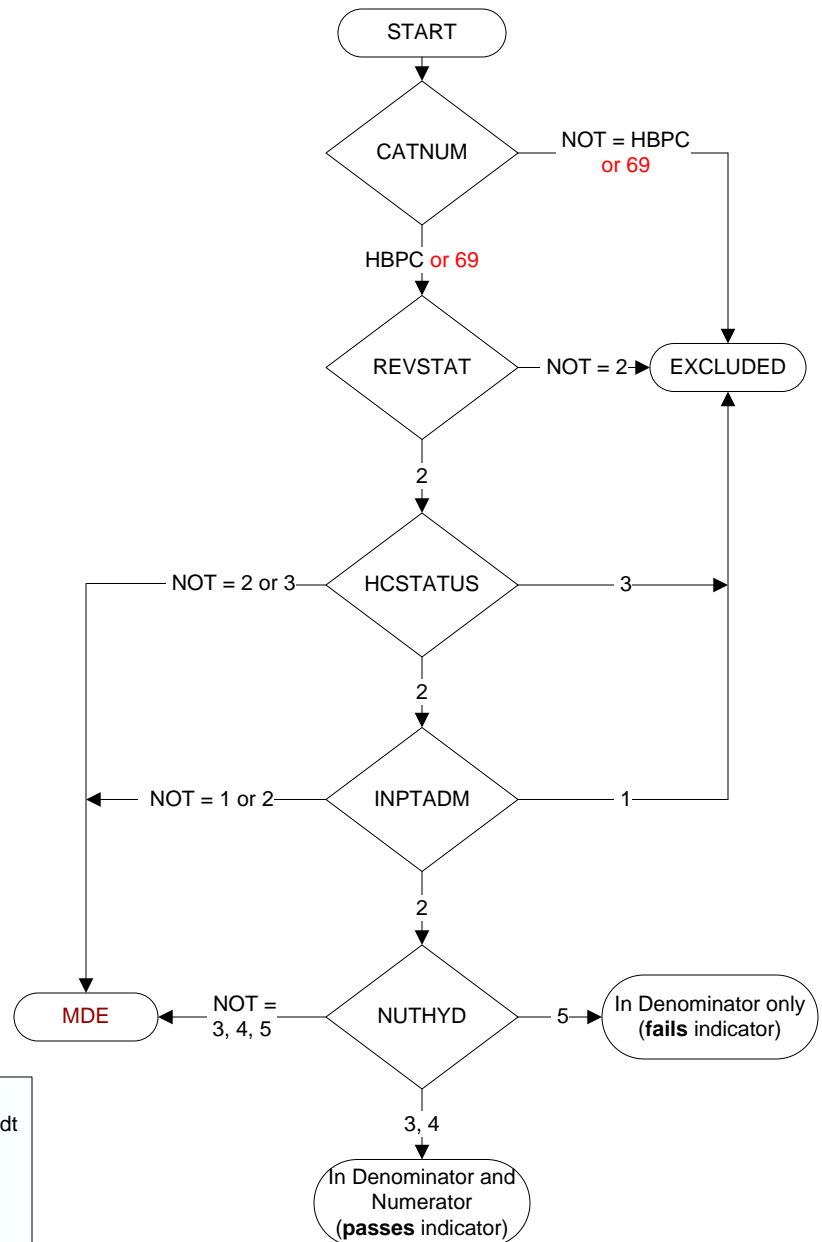 START
CATNUM
NOT = HBPC
or 69
HBPC or 69
REVSTAT
NOT = 2
EXCLUDED
2
NOT = 2 or 3
HCSTATUS
3
2
NOT = 1 or 2
INPTADM
1
2
MDE
NOT =
3, 4, 5
NUTHYD
5
In Denominator only
(fails indicator)
dt
3, 4
In Denominator and
Numerator
(passes indicator)